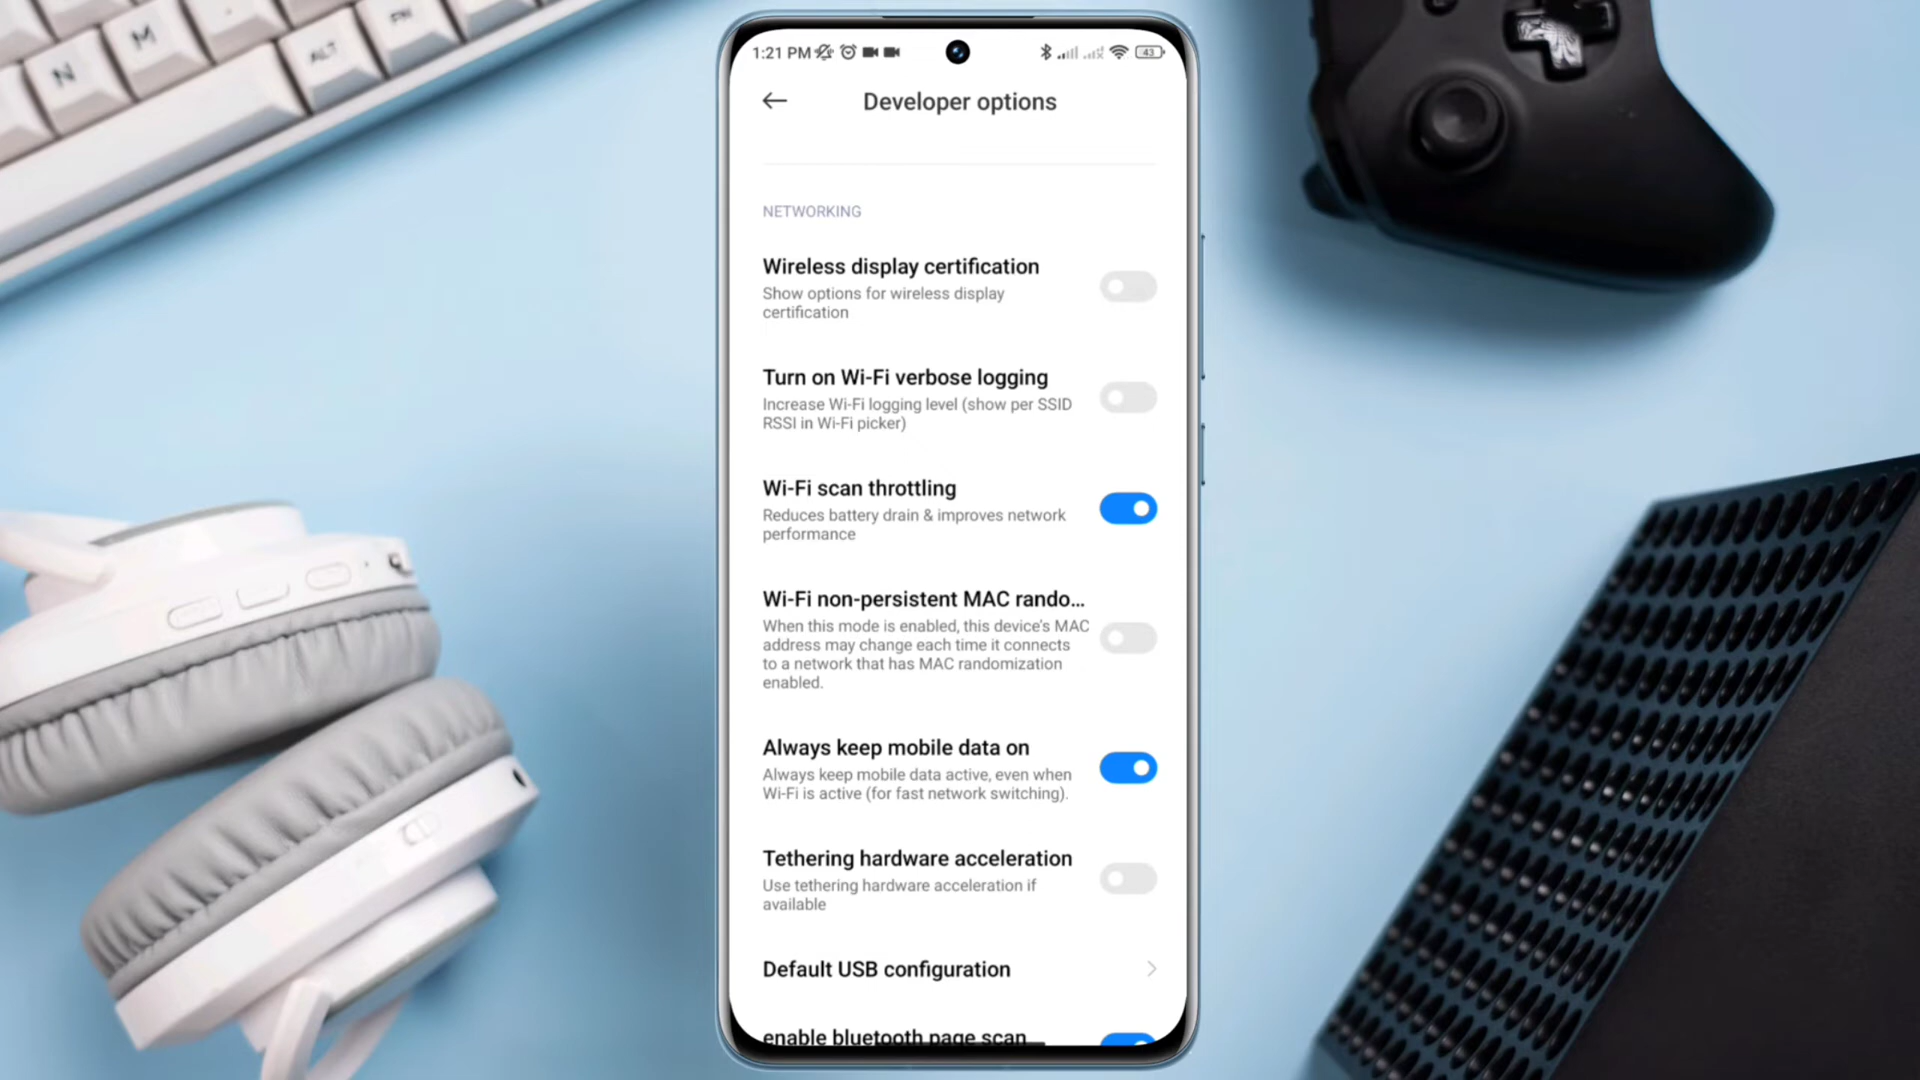 M
N
ALT
FN
1:21 PM
43
Developer options
NETWORKING
Wireless display certification
Show options for wireless display
certification
Turn on Wi-Fi verbose logging
Increase Wi-Fi logging level (show per SSID
RSSI in Wi-Fi picker)
Wi-Fi scan throttling
Reduces battery drain & improves network
performance
Wi-Fi non-persistent MAC rando...
When this mode is enabled, this device's MAC
address may change each time it connects
to a network that has MAC randomization
enabled.
Always keep mobile data on
Always keep mobile data active, even when
Wi-Fi is active (for fast network switching).
Tethering hardware acceleration
Use tethering hardware acceleration if
available
Default USB configuration
enable bluetooth page scan